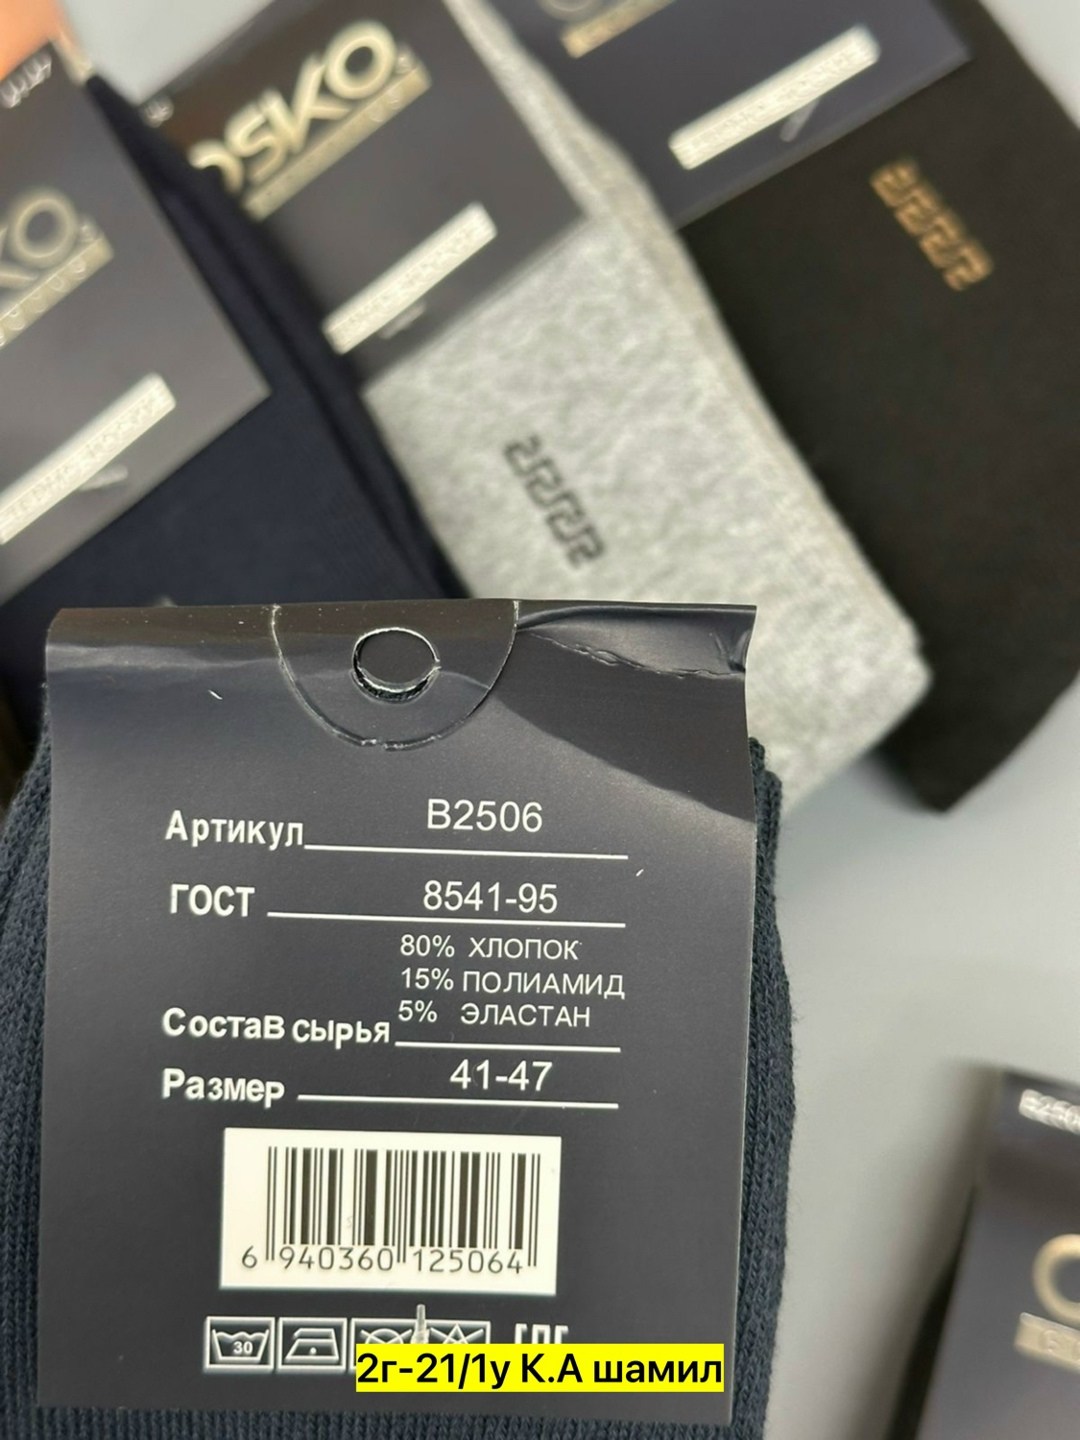 OSKO
KO
Артикул B2506
ГОСТ 8541-95
80% ХЛОПОК
15% ПОЛИАМИД
5% ЭЛАСТАН
Состав сырья
Размер 41-47
6 940360 125064
30
2г-21/1у К.А шамил